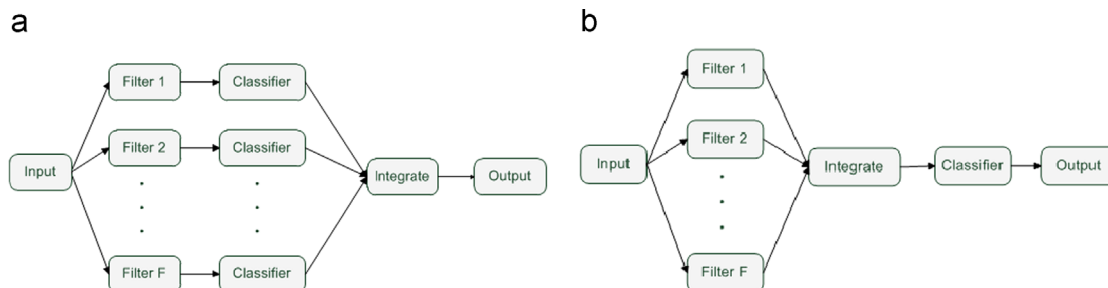 a
Filter 1
Classifier
Filter 2
Classifier
Input
Integrate
Output
Filter F
Classifier
b
Filter 1
Filter 2
Input
Integrate
Classifier
Output
Filter F